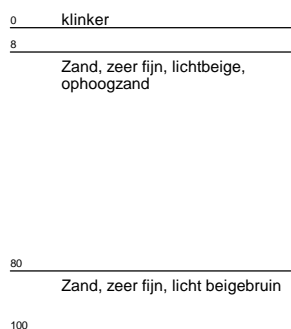 0 klinker
8
Zand, zeer fijn, lichtbeige,
ophoogzand
80
Zand, zeer fijn, licht beigebruin
100